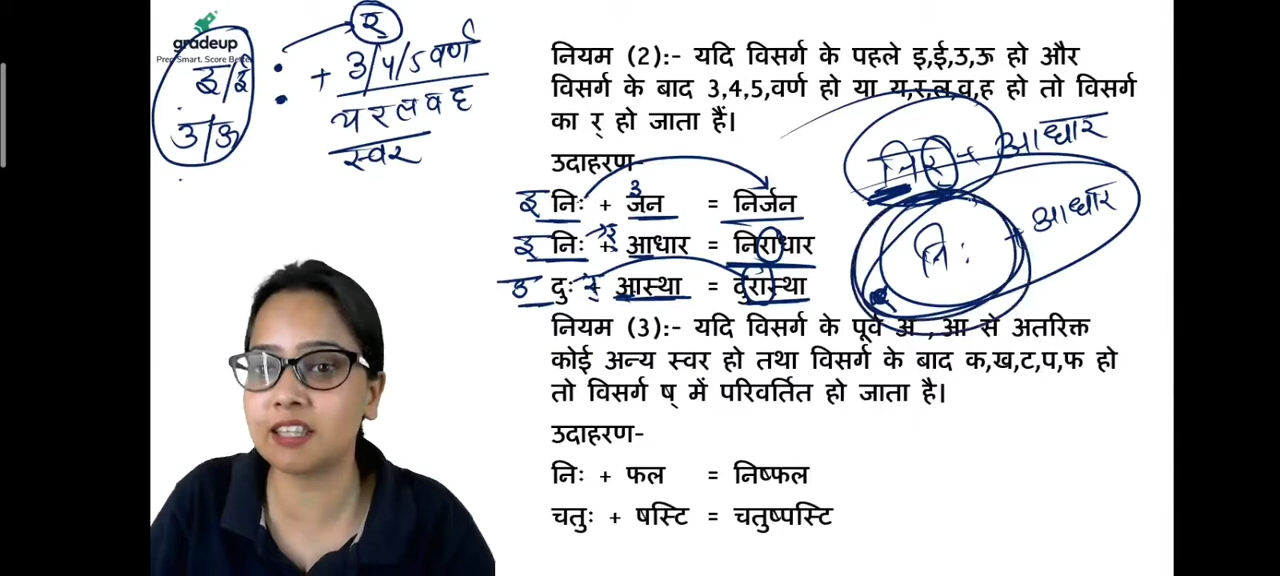 gradeup
Prep Smart. Score Better
इ/ई : + 3/4/5 वर्ण
र्
उ/ऊ
य र ल व ह
स्वर
नियम (2):- यदि विसर्ग के पहले इ,ई,उ,ऊ हो और
विसर्ग के बाद 3,4,5,वर्ण हो या य,र,ल,व,ह हो तो विसर्ग
का र् हो जाता हैं।
उदाहरण-
इ निः + जन = निर्जन
3
इ निः + आधार = निराधार
उ दुः + आस्था = दुरास्था
निर् + आधार
नि: + आधार
नियम (3):- यदि विसर्ग के पूर्व अ , आ से अतरिक्त
कोई अन्य स्वर हो तथा विसर्ग के बाद क,ख,ट,प,फ हो
तो विसर्ग ष् में परिवर्तित हो जाता है।
उदाहरण-
निः + फल = निष्फल
चतुः + षस्टि = चतुष्पस्टि